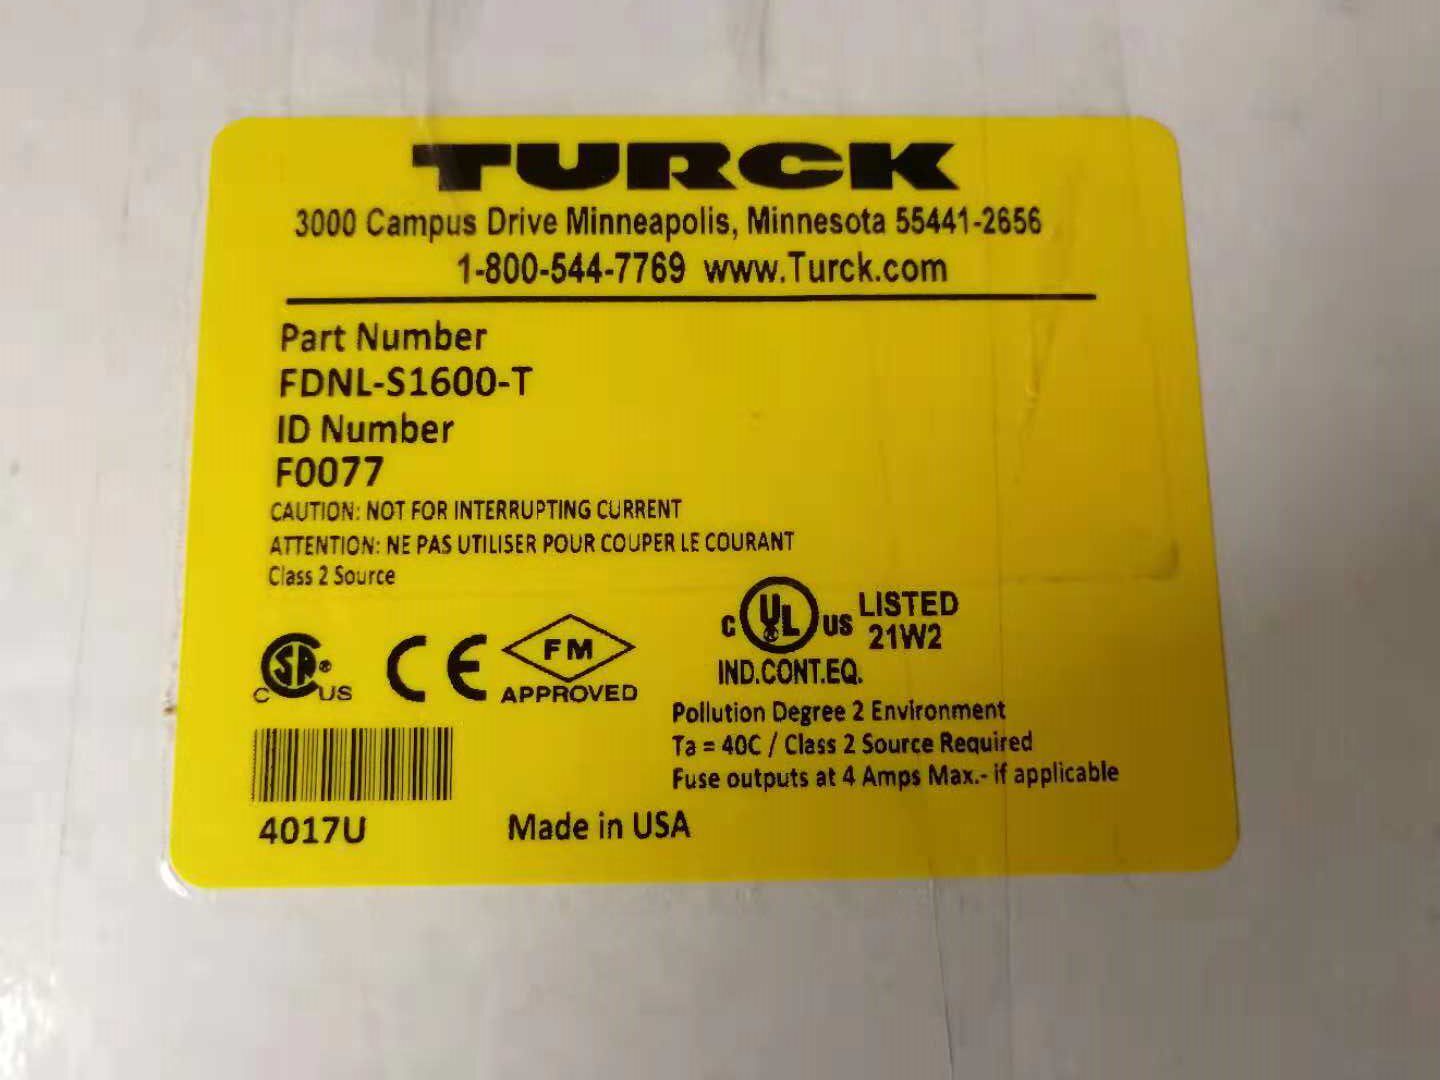 TURCK
3000 Campus Drive Minneapolis, Minnesota 55441-2656
1-800-544-7769 www.Turck.com
Part Number
FDNL-S1600-T
ID Number
F0077
CAUTION: NOT FOR INTERRUPTING CURRENT
ATTENTION: NE PAS UTILISER POUR COUPER LE COURANT
Class 2 Source
C SA ® US
CE
FM
APPROVED
C UL ® US LISTED
21W2
IND.CONT.EQ.
Pollution Degree 2 Environment
Ta = 40C / Class 2 Source Required
Fuse outputs at 4 Amps Max.- if applicable
4017U
Made in USA